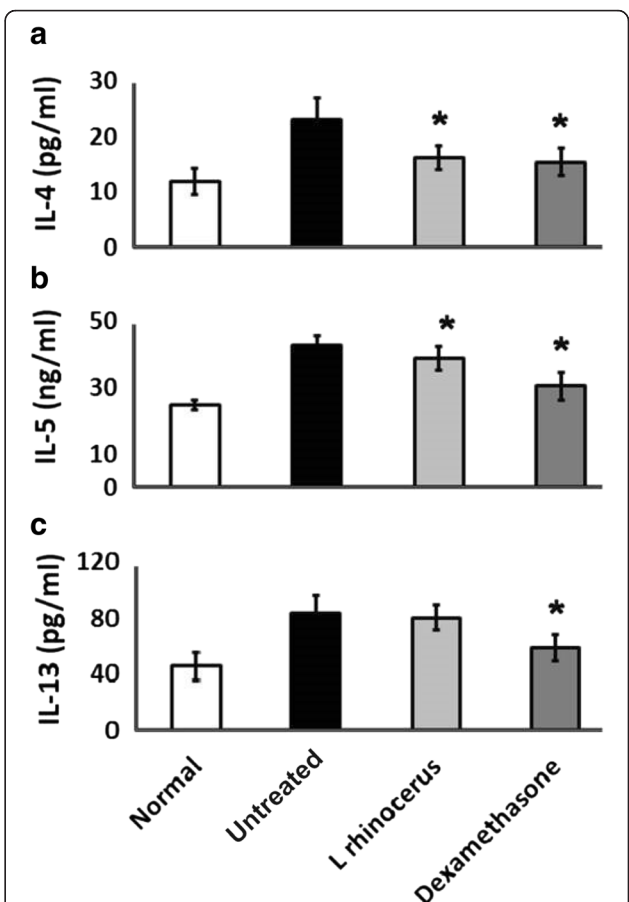 a
IL-4 (pg/ml)
30
20
10
0
*
*
b
IL-5 (ng/ml)
50
30
10
0
*
*
c
IL-13 (pg/ml)
120
80
40
0
*
Normal
Untreated
L rhinocerus
Dexamethasone